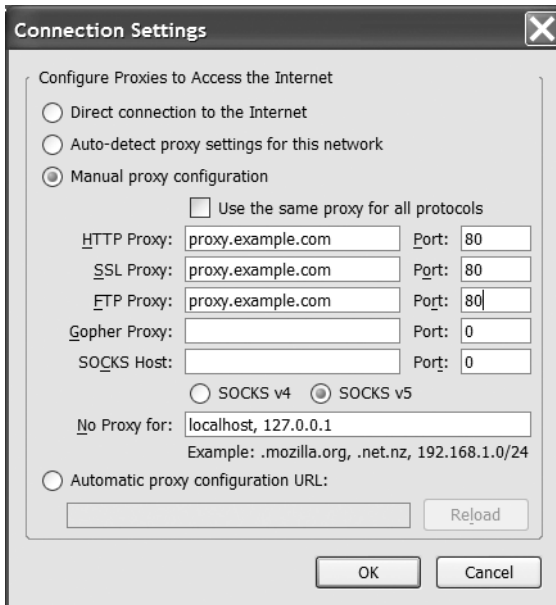 Connection Settings
Configure Proxies to Access the Internet
Direct connection to the Internet
Auto-detect proxy settings for this network
Manual proxy configuration
Use the same proxy for all protocols
HTTP Proxy: proxy.example.com Port: 80
SSL Proxy: proxy.example.com Port: 80
FTP Proxy: proxy.example.com Port: 80
Gopher Proxy: Port: 0
SOCKS Host: Port: 0
SOCKS v4 SOCKS v5
No Proxy for: localhost, 127.0.0.1
Example: .mozilla.org, .net.nz, 192.168.1.0/24
Automatic proxy configuration URL:
Reload
OK Cancel